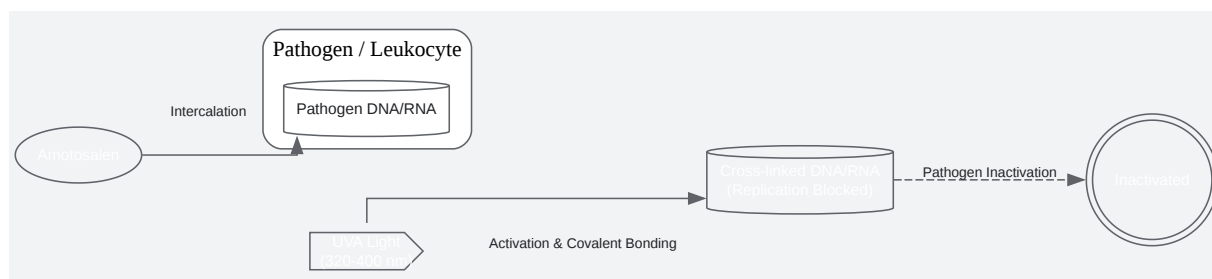 Pathogen / Leukocyte
Pathogen DNA/RNA
Intercalation
Amotosalen
Cross-linked DNA/RNA
(Replication Blocked)
Pathogen Inactivation
Inactivated
UVA Light
(320-400 nm)
Activation & Covalent Bonding